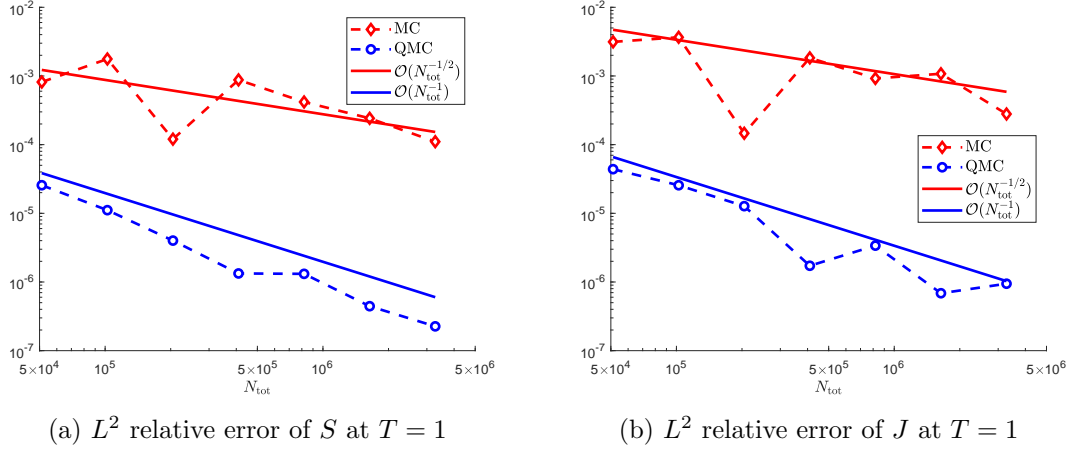 10^-2
10^-3
10^-4
10^-5
10^-6
10^-7
5×10^4
10^5
5×10^5
10^6
5×10^6
N_tot
MC
QMC
𝒪(N_tot^{-1/2})
𝒪(N_tot^{-1})
(a) L^2 relative error of S at T = 1
10^-2
10^-3
10^-4
10^-5
10^-6
10^-7
5×10^4
10^5
5×10^5
10^6
5×10^6
N_tot
MC
QMC
𝒪(N_tot^{-1/2})
𝒪(N_tot^{-1})
(b) L^2 relative error of J at T = 1